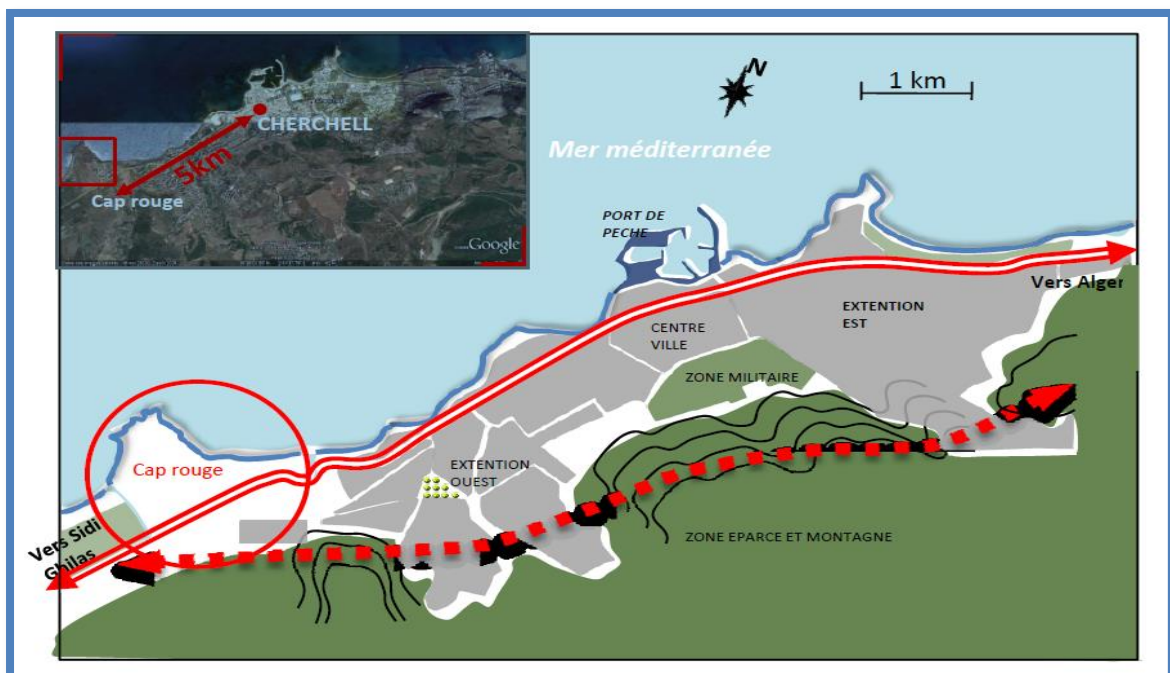 CHERCHELL
5km
Cap rouge
Google
N
1 km
Mer méditerranée
PORT DE
PECHE
Vers Alger
EXTENTION
EST
CENTRE
VILLE
ZONE MILITAIRE
Cap rouge
EXTENTION
OUEST
Vers Sidi
Ghilas
ZONE EPARCE ET MONTAGNE